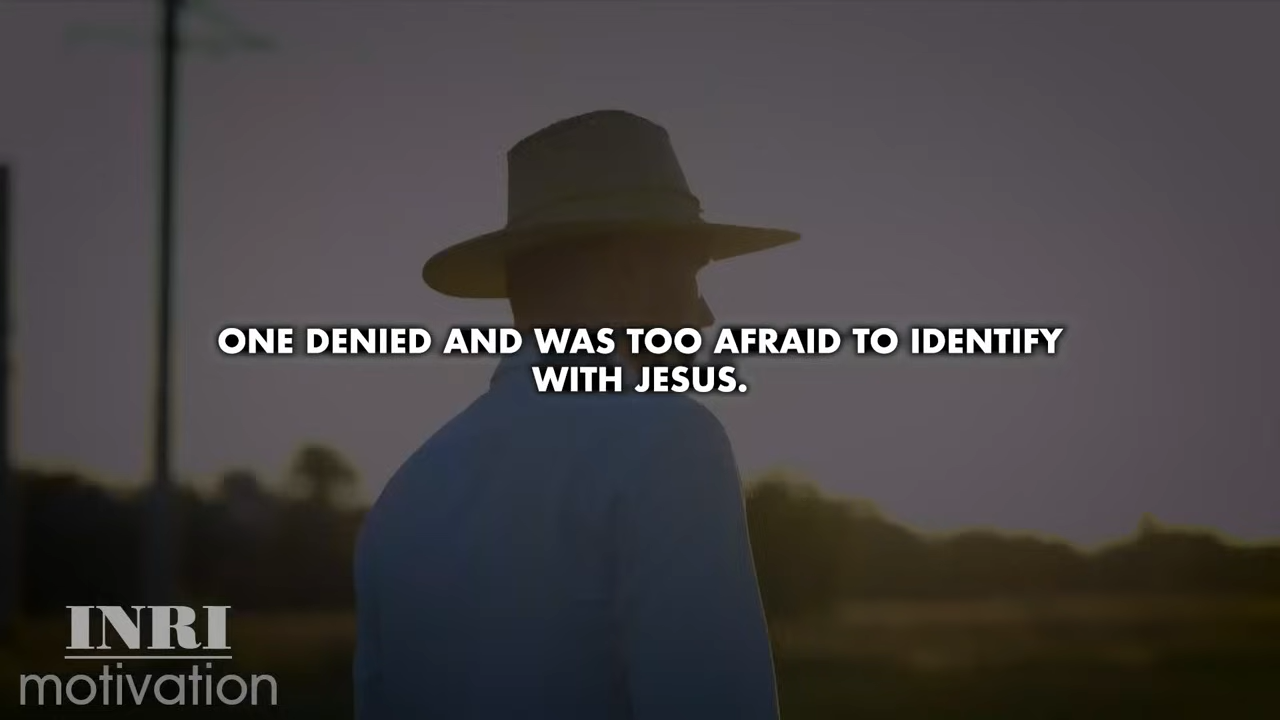 ONE DENIED AND WAS TOO AFRAID TO IDENTIFY
WITH JESUS.
INRI
motivation